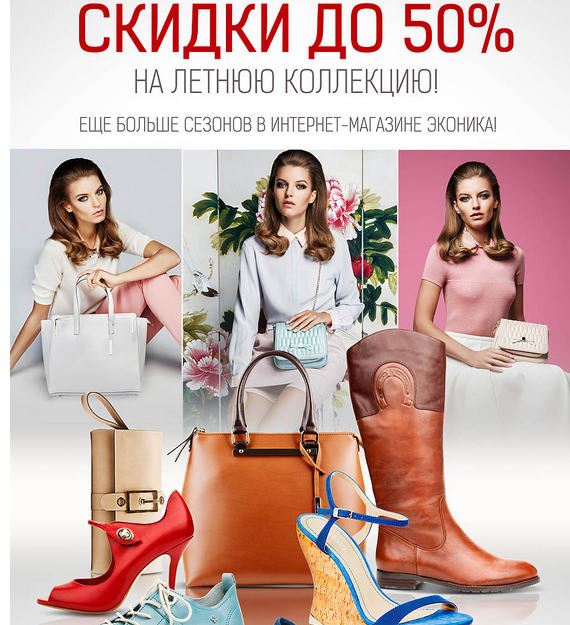 СКИДКИ ДО 50%
НА ЛЕТНЮЮ КОЛЛЕКЦИЮ!
ЕЩЕ БОЛЬШЕ СЕЗОНОВ В ИНТЕРНЕТ-МАГАЗИНЕ ЭКОНИКА!